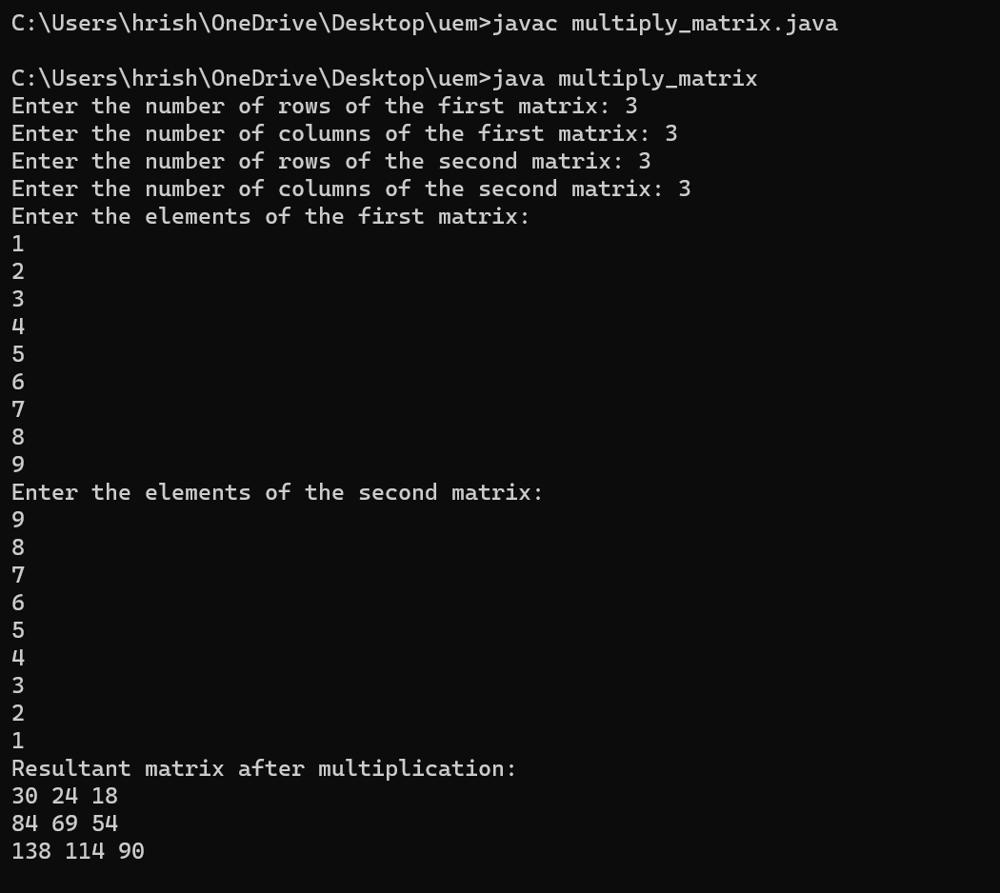 C:\Users\hrish\OneDrive\Desktop\uem>javac multiply_matrix.java
C:\Users\hrish\OneDrive\Desktop\uem>java multiply_matrix
Enter the number of rows of the first matrix: 3
Enter the number of columns of the first matrix: 3
Enter the number of rows of the second matrix: 3
Enter the number of columns of the second matrix: 3
Enter the elements of the first matrix:
1
2
3
4
5
6
7
8
9
Enter the elements of the second matrix:
9
8
7
6
5
4
3
2
1
Resultant matrix after multiplication:
30 24 18
84 69 54
138 114 90